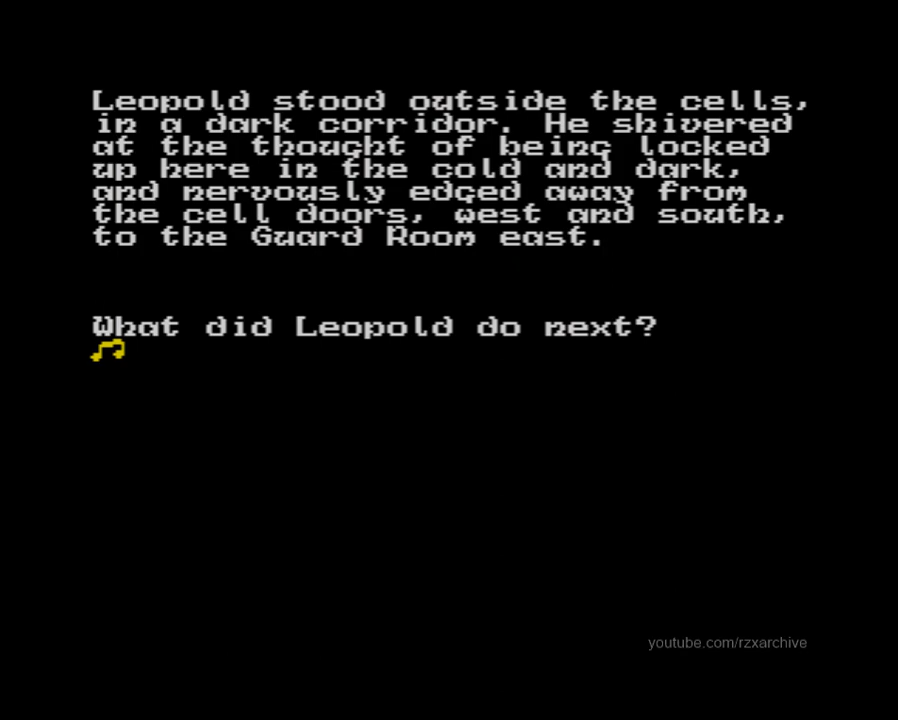 Leopold stood outside the cells,
in a dark corridor. He shivered
at the thought of being locked
up here in the cold and dark,
and nervously edged away from
the cell doors, west and south,
to the Guard Room east.
What did Leopold do next?
youtube.com/rzxarchive